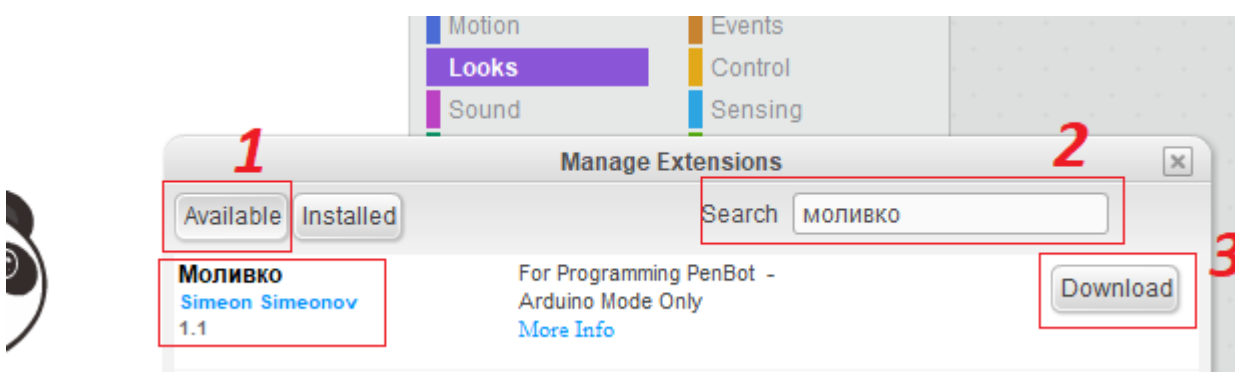 Motion Events
Looks Control
Sound Sensing
1 2
Manage Extensions
Available Installed Search моливко
3
Моливко For Programming PenBot -
Simeon Simeonov Arduino Mode Only Download
1.1 More Info